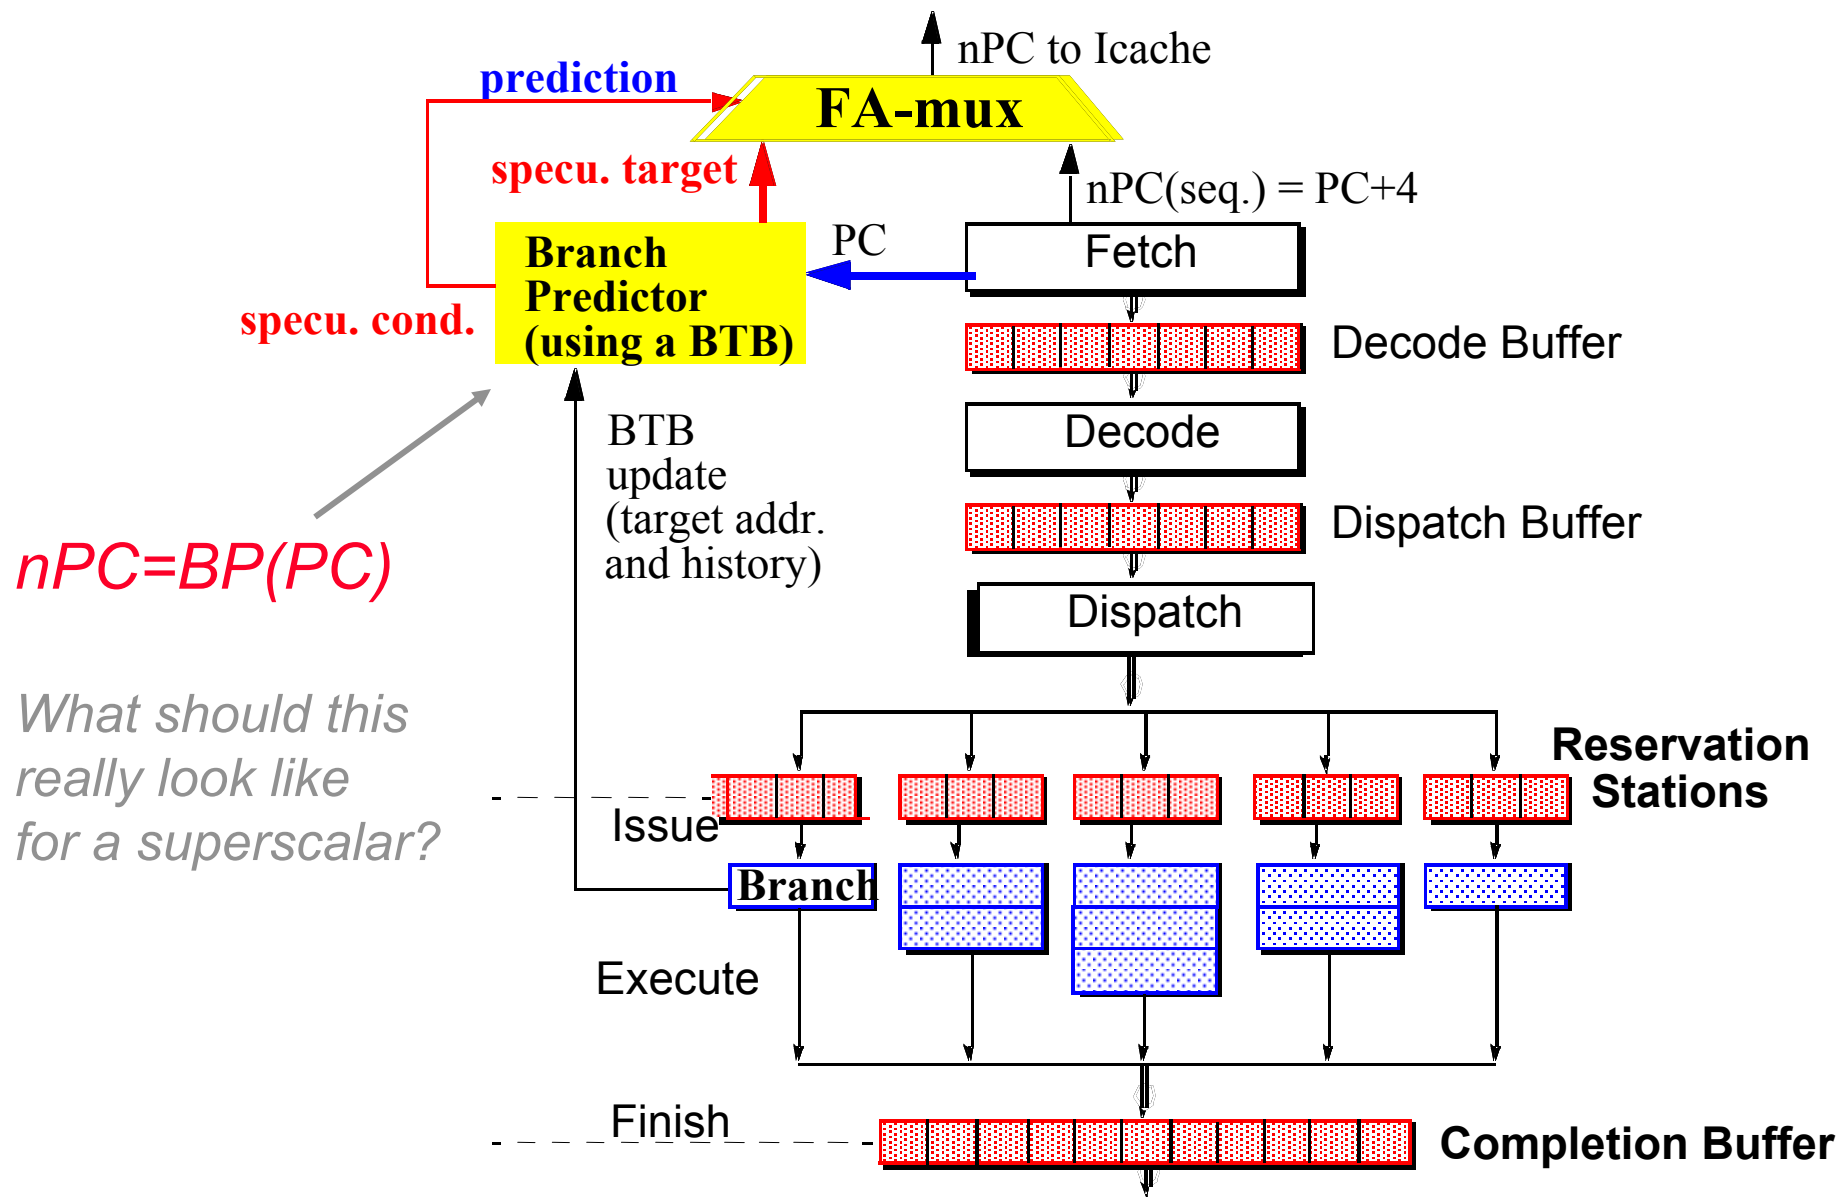 nPC to Icache
prediction
FA-mux
specu. target
nPC(seq.) = PC+4
PC
Fetch
Branch
Predictor
(using a BTB)
specu. cond.
Decode Buffer
BTB
update
(target addr.
and history)
Decode
Dispatch Buffer
nPC=BP(PC)
Dispatch
What should this
really look like
for a superscalar?
Reservation
Stations
Issue
Branch
Execute
Finish
Completion Buffer